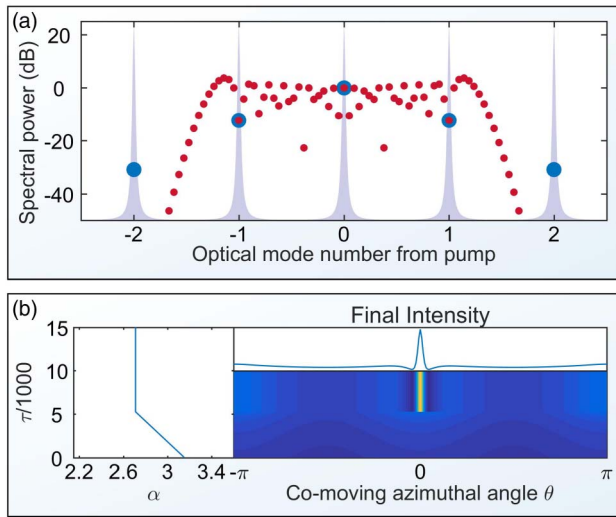 (a)
Spectral power (dB)
20
0
-20
-40
-2 -1 0 1 2
Optical mode number from pump
(b)
Final Intensity
τ/1000
15
10
5
0
2.2 2.6 3 3.4 -π 0 π
α Co-moving azimuthal angle θ